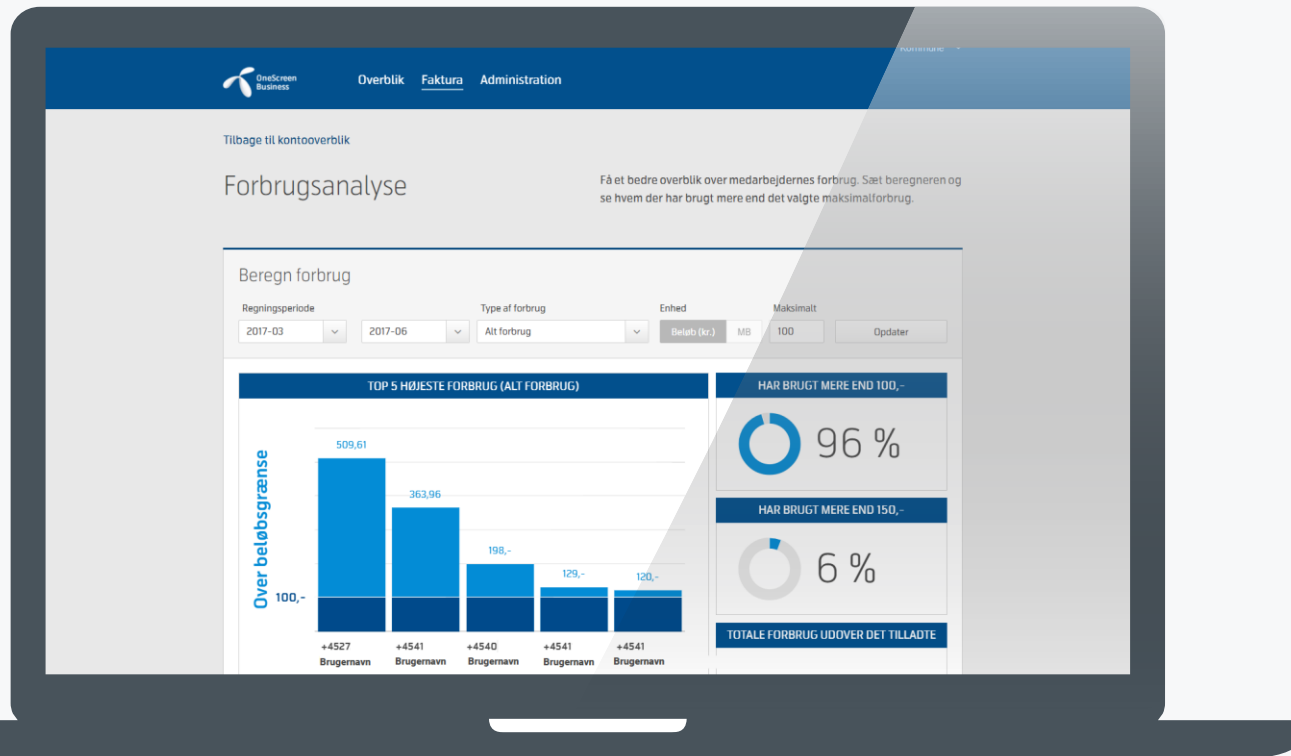 Kommune
OneScreen
Business
Overblik Faktura Administration
Tilbage til kontooverblik
Forbrugsanalyse
Få et bedre overblik over medarbejdernes forbrug. Sæt beregneren og
se hvem der har brugt mere end det valgte maksimalforbrug.
Beregn forbrug
Regningsperiode Type af forbrug Enhed Maksimalt
2017-03 2017-06 Alt forbrug Beløb (kr.) MB 100 Opdater
TOP 5 HØJESTE FORBRUG (ALT FORBRUG)
Over beløbsgrænse
100,-
509,61
363,96
198,-
129,-
120,-
+4527 +4541 +4540 +4541 +4541
Brugernavn Brugernavn Brugernavn Brugernavn Brugernavn
HAR BRUGT MERE END 100,-
96 %
HAR BRUGT MERE END 150,-
6 %
TOTALE FORBRUG UDOVER DET TILLADTE